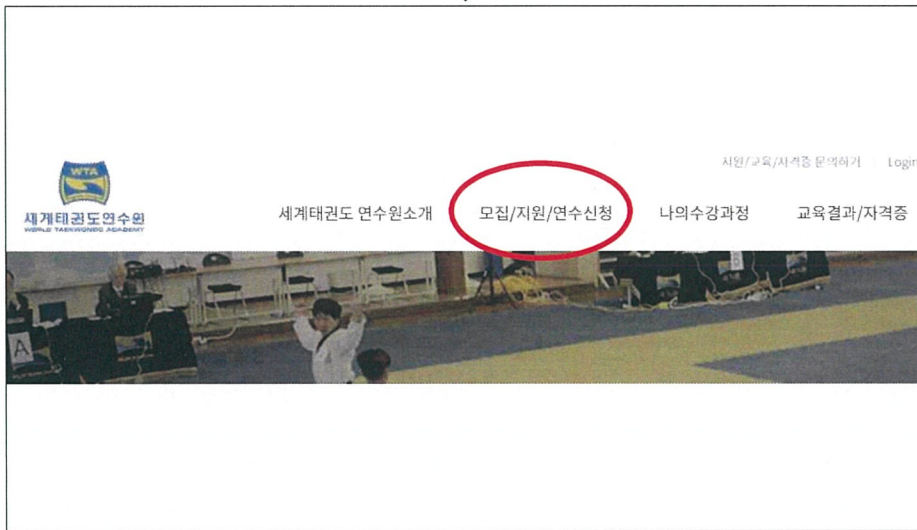 지원/교육/자격증 문의하기 | Login
WTA
세계태권도연수원
WORLD TAEKWONDO ACADEMY
세계태권도 연수원소개 모집/지원/연수신청 나의수강과정 교육결과/자격증
A